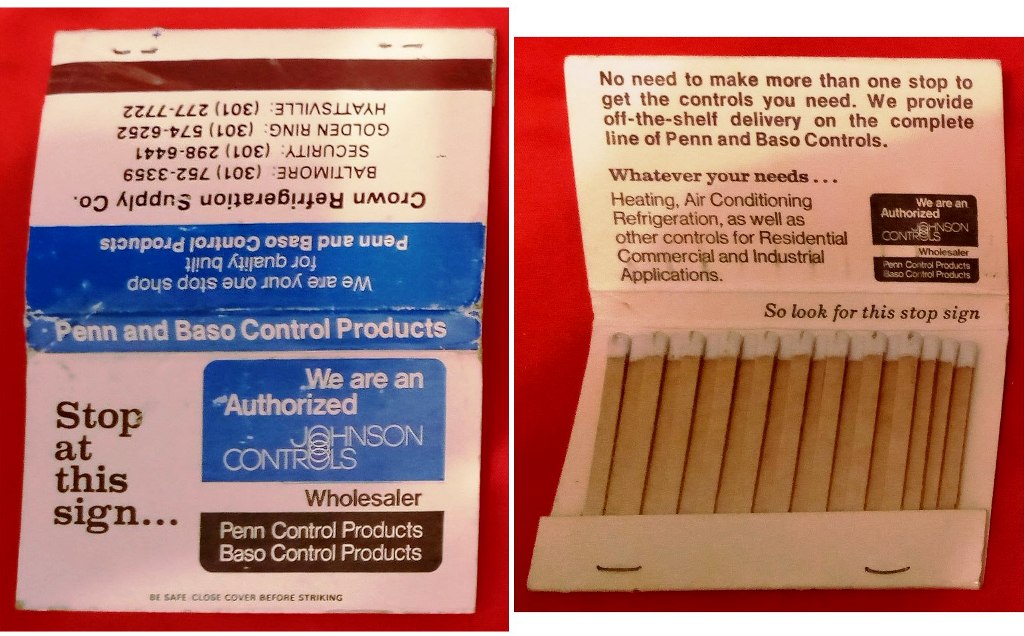 HYATTSVILLE: (301) 277-7722
GOLDEN RING: (301) 574-6252
SECURITY: (301) 298-6441
BALTIMORE: (301) 752-3359
Crown Refrigeration Supply Co.
Penn and Baso Control Products
for quality built
We are your one stop shop
Penn and Baso Control Products
Stop
at
this
sign...
We are an
Authorized
JOHNSON
CONTROLS
Wholesaler
Penn Control Products
Baso Control Products
BE SAFE CLOSE COVER BEFORE STRIKING
No need to make more than one stop to
get the controls you need. We provide
off-the-shelf delivery on the complete
line of Penn and Baso Controls.
Whatever your needs...
Heating, Air Conditioning
Refrigeration, as well as
other controls for Residential
Commercial and Industrial
Applications.
We are an
Authorized
JOHNSON
CONTROLS
Wholesaler
Penn Control Products
Baso Control Products
So look for this stop sign